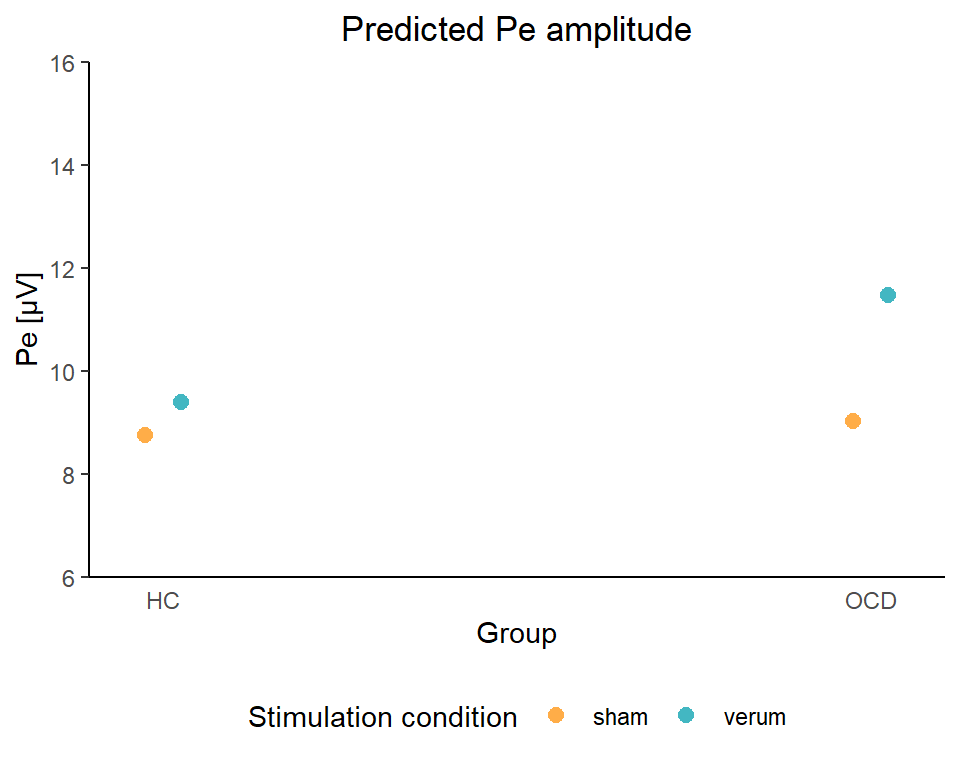 Predicted Pe amplitude
16
14
12
10
8
6
Pe [µV]
HC OCD
Group
Stimulation condition sham verum